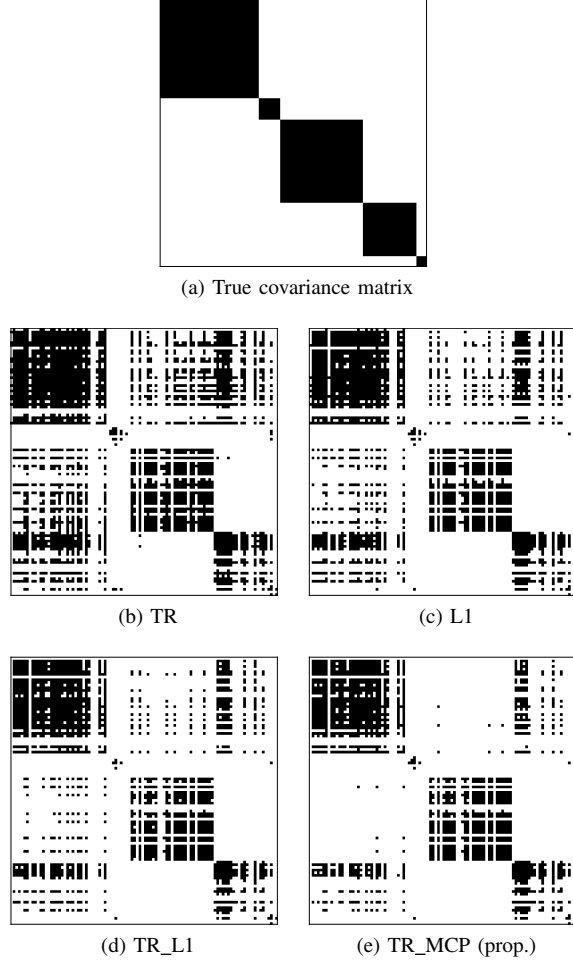 (a) True covariance matrix
(b) TR
(c) L1
(d) TR_L1
(e) TR_MCP (prop.)